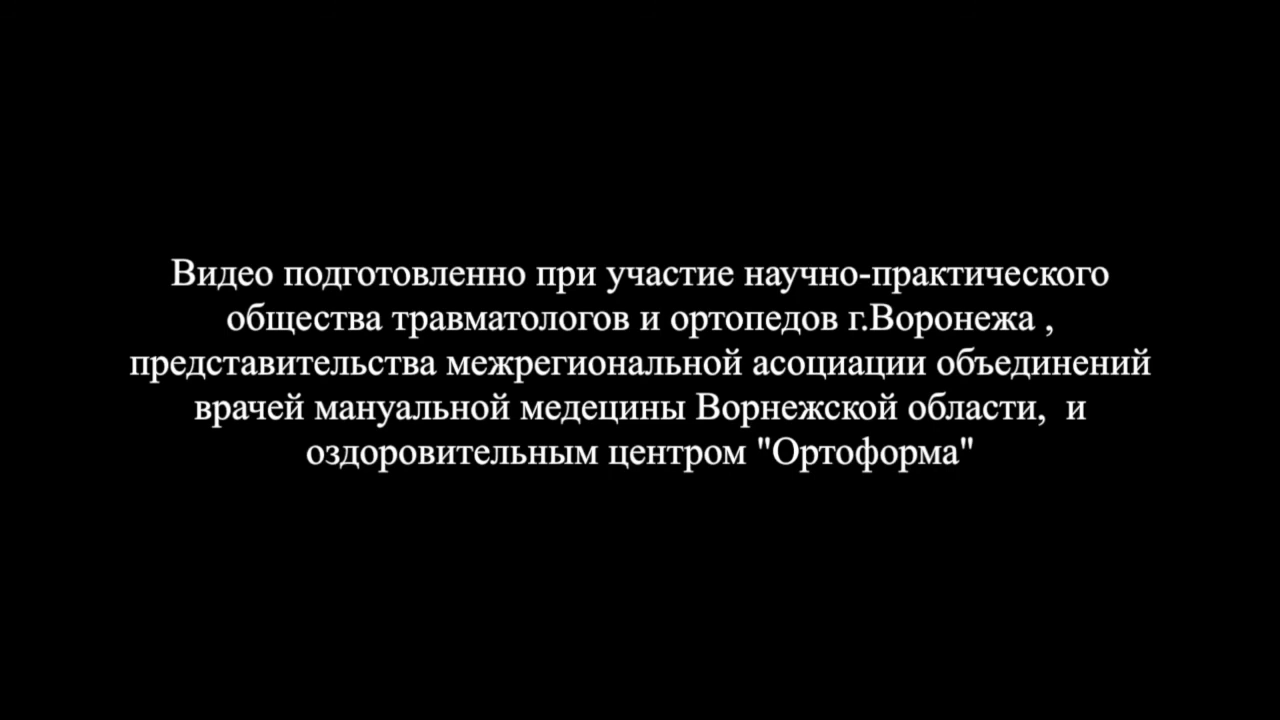 Видео подготовленно при участие научно-практического
общества травматологов и ортопедов г.Воронежа ,
представительства межрегиональной асоциации объединений
врачей мануальной медецины Ворнежской области,  и
оздоровительным центром "Ортоформа"